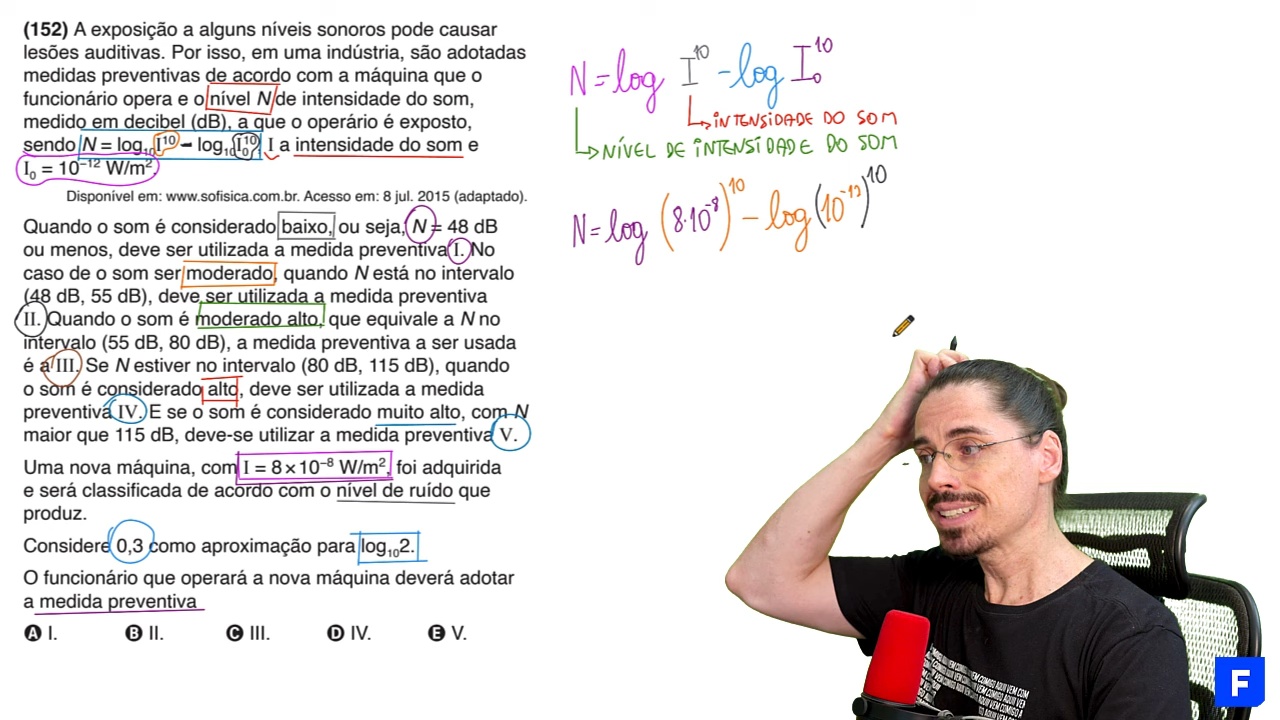 (152) A exposição a alguns níveis sonoros pode causar
lesões auditivas. Por isso, em uma indústria, são adotadas
medidas preventivas de acordo com a máquina que o
funcionário opera e o nível N de intensidade do som,
medido em decibel (dB), a que o operário é exposto,
sendo N = log₁₀I¹⁰ – log₁₀I₀¹⁰, I a intensidade do som e
I₀ = 10⁻¹² W/m².
Disponível em: www.sofisica.com.br. Acesso em: 8 jul. 2015 (adaptado).
Quando o som é considerado baixo, ou seja, N = 48 dB
ou menos, deve ser utilizada a medida preventiva I. No
caso de o som ser moderado, quando N está no intervalo
(48 dB, 55 dB), deve ser utilizada a medida preventiva
II. Quando o som é moderado alto, que equivale a N no
intervalo (55 dB, 80 dB), a medida preventiva a ser usada
é a III. Se N estiver no intervalo (80 dB, 115 dB), quando
o som é considerado alto, deve ser utilizada a medida
preventiva IV. E se o som é considerado muito alto, com N
maior que 115 dB, deve-se utilizar a medida preventiva V.
Uma nova máquina, com I = 8 × 10⁻⁸ W/m², foi adquirida
e será classificada de acordo com o nível de ruído que
produz.
Considere 0,3 como aproximação para log₁₀2.
O funcionário que operará a nova máquina deverá adotar
a medida preventiva
A I. B II. C III. D IV. E V.
N = log I¹⁰ - log I₀¹⁰
INTENSIDADE DO SOM
NÍVEL DE INTENSIDADE DO SOM
N = log (8·10⁻⁸)¹⁰ - log (10⁻¹²)¹⁰
F